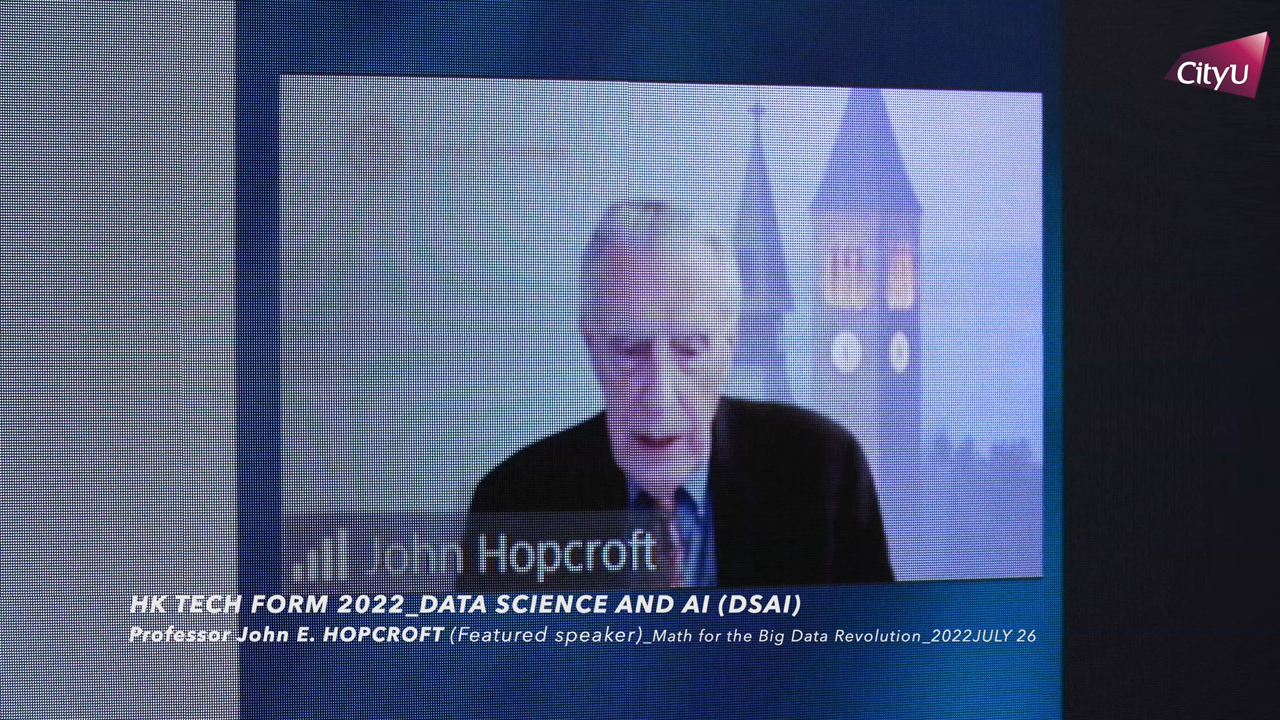 CityU
John Hopcroft
HK TECH FORM 2022_DATA SCIENCE AND AI (DSAI)
Professor John E. HOPCROFT (Featured speaker)_Math for the Big Data Revolution_2022JULY 26